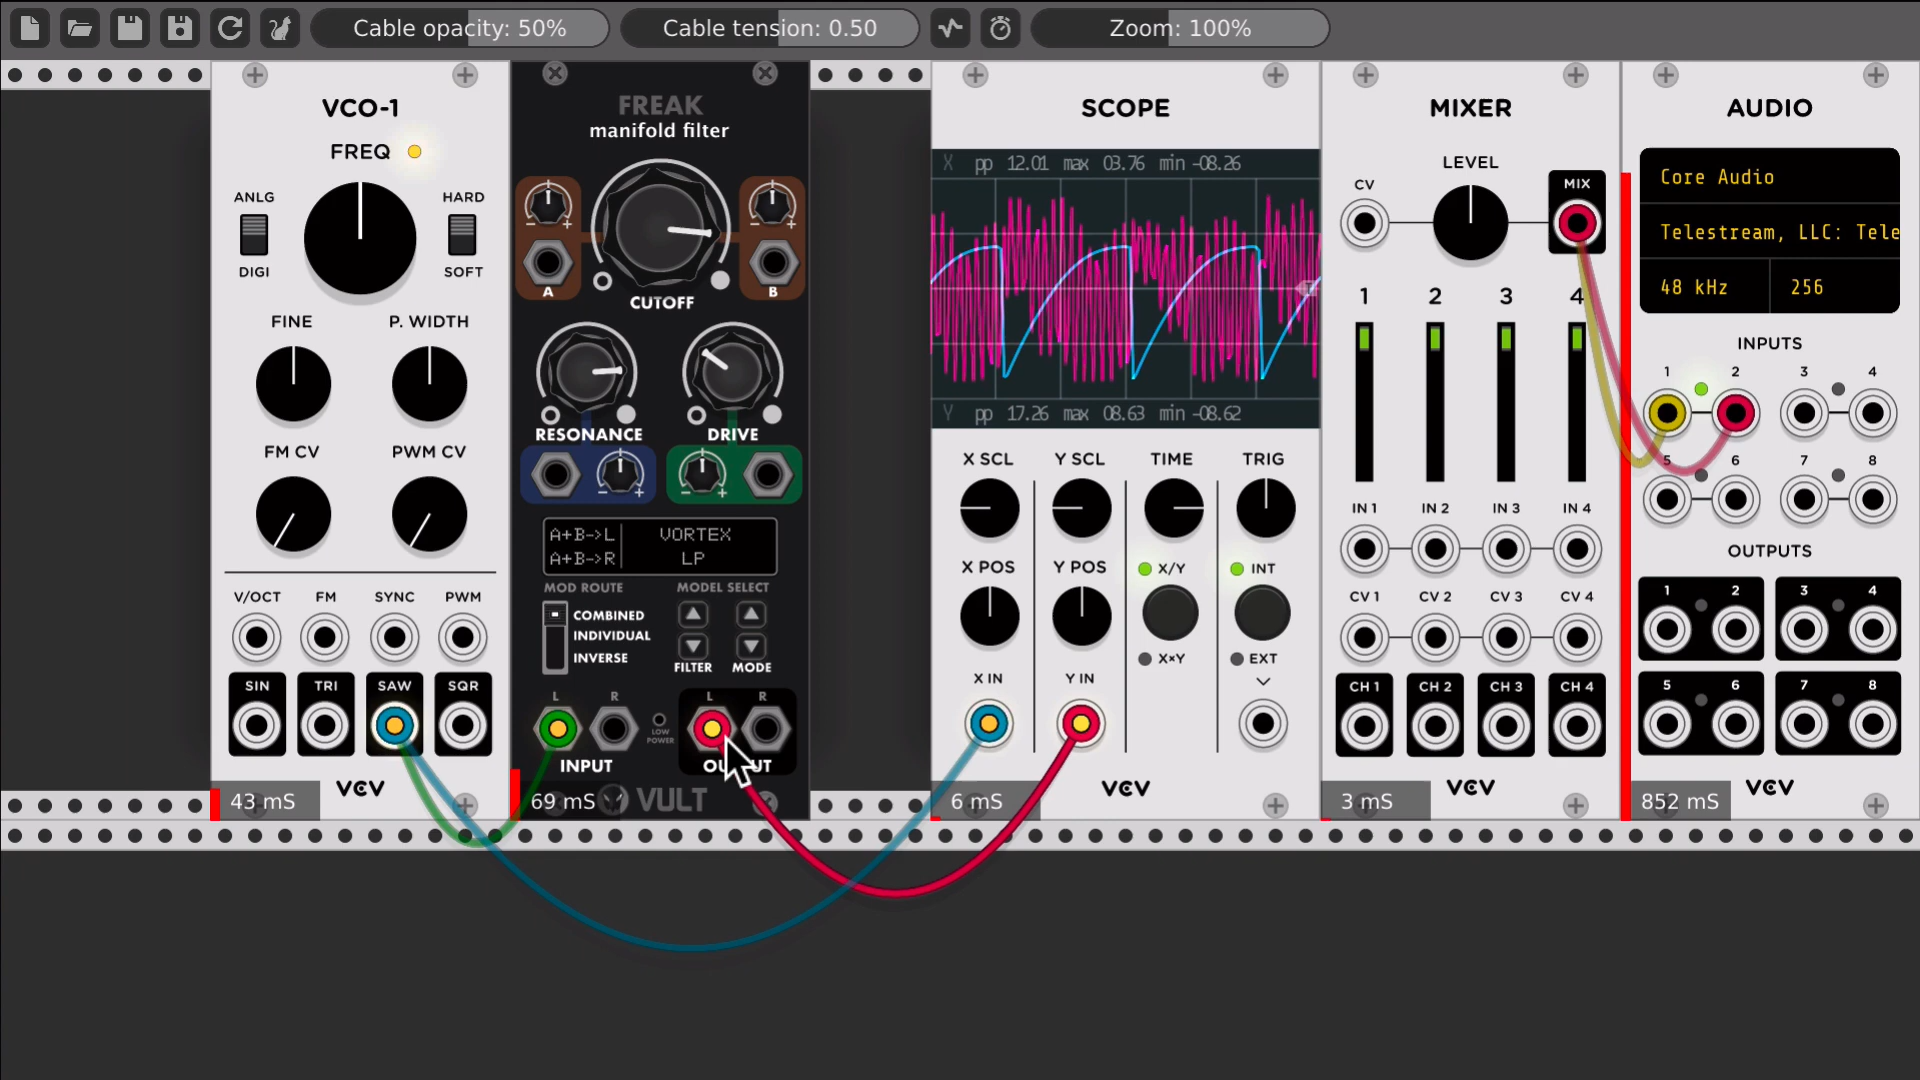 Cable opacity: 50%
Cable tension: 0.50
Zoom: 100%
VCO-1
FREQ
ANLG
HARD
DIGI
SOFT
FINE
P. WIDTH
FM CV
PWM CV
V/OCT
FM
SYNC
PWM
SIN
TRI
SAW
SQR
43 mS
VCV
FREAK
manifold filter
A
CUTOFF
B
RESONANCE
DRIVE
A+B->L
VORTEX
A+B->R
LP
MOD ROUTE
MODEL SELECT
COMBINED
INDIVIDUAL
INVERSE
FILTER
MODE
L
R
LOW
POWER
L
R
INPUT
69 mS
VULT
SCOPE
X pp 12.01 max 03.76 min -08.26
Y pp 17.26 max 08.63 min -08.62
X SCL
Y SCL
TIME
TRIG
X POS
Y POS
X/Y
INT
X×Y
EXT
X IN
Y IN
6 mS
VCV
MIXER
LEVEL
CV
MIX
1
2
3
4
IN 1
IN 2
IN 3
IN 4
CV 1
CV 2
CV 3
CV 4
CH 1
CH 2
CH 3
CH 4
3 mS
VCV
AUDIO
Core Audio
Telestream, LLC: Tele
48 kHz
256
INPUTS
1
2
3
4
5
6
7
8
OUTPUTS
1
2
3
4
5
6
7
8
852 mS
VCV